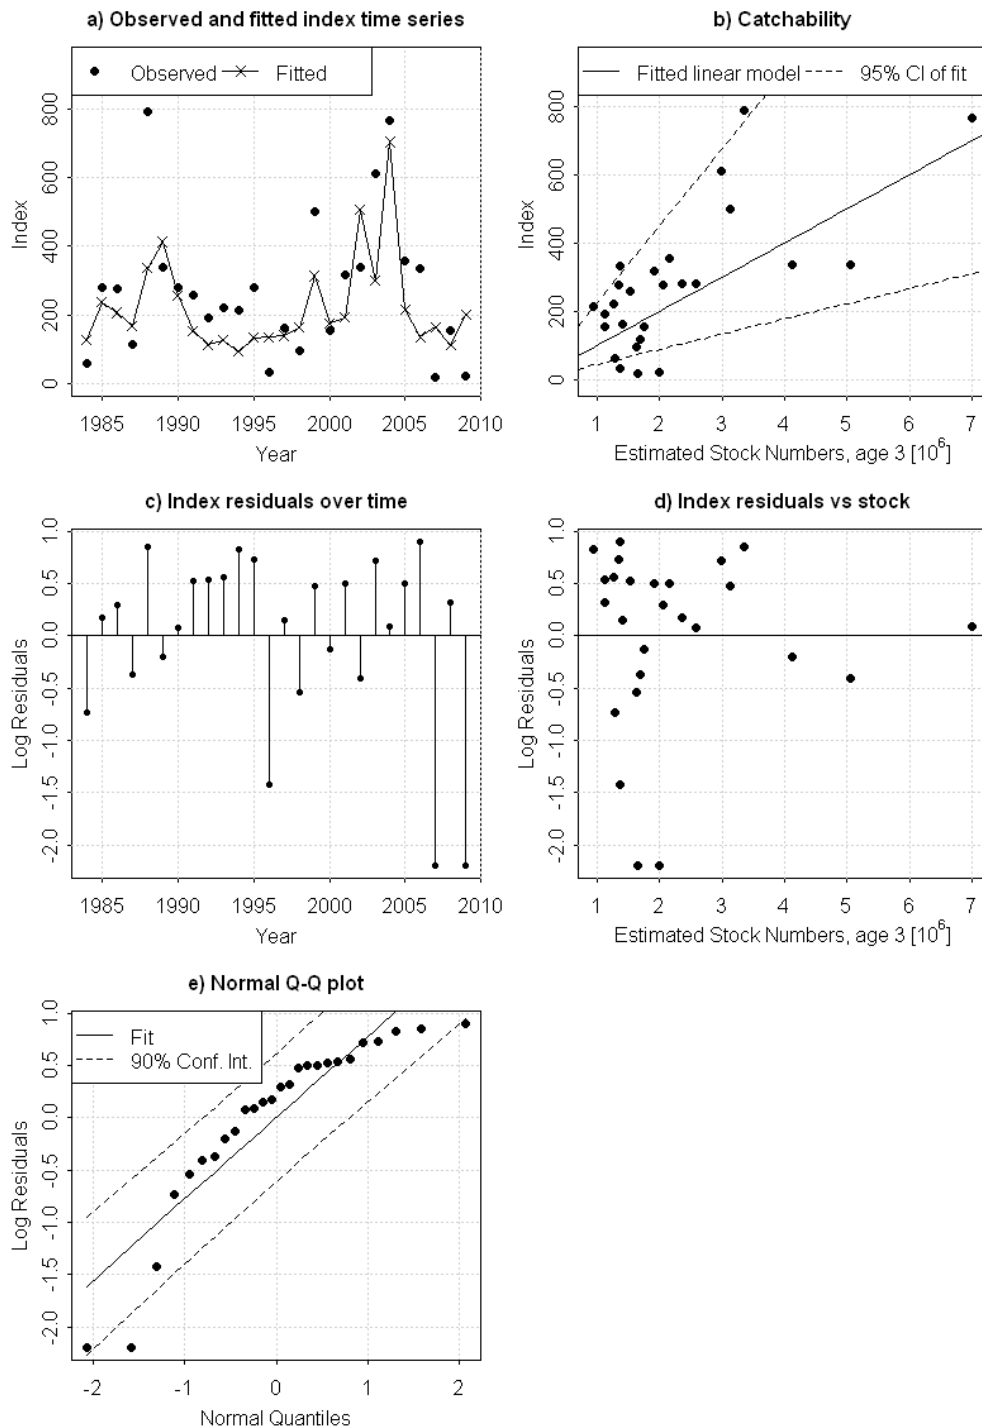 a) Observed and fitted index time series
Observed Fitted
800
600
400
200
0
Index
1985 1990 1995 2000 2005 2010
Year
b) Catchability
Fitted linear model 95% CI of fit
800
600
400
200
0
Index
1 2 3 4 5 6 7
Estimated Stock Numbers, age 3 [10⁶]
c) Index residuals over time
1.0
0.5
0.0
-0.5
-1.0
-1.5
-2.0
Log Residuals
1985 1990 1995 2000 2005 2010
Year
d) Index residuals vs stock
1.0
0.5
0.0
-0.5
-1.0
-1.5
-2.0
Log Residuals
1 2 3 4 5 6 7
Estimated Stock Numbers, age 3 [10⁶]
e) Normal Q-Q plot
Fit
90% Conf. Int.
1.0
0.5
0.0
-0.5
-1.0
-1.5
-2.0
Log Residuals
-2 -1 0 1 2
Normal Quantiles